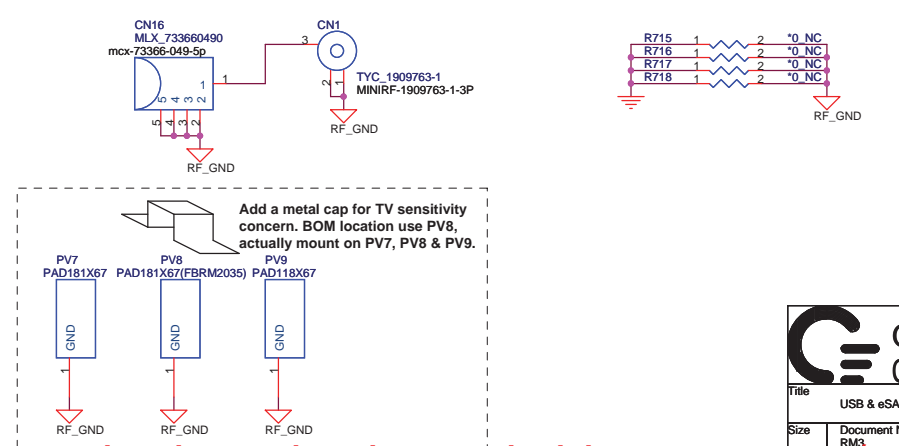 CN16
MLX_733660490
mcx-73366-049-5p
1
1
5
4
3
2
5
4
3
2
RF_GND
CN1
3
2
1
TYC_1909763-1
MINIRF-1909763-1-3P
RF_GND
R715 1 2 *0_NC
R716 1 2 *0_NC
R717 1 2 *0_NC
R718 1 2 *0_NC
RF_GND
Add a metal cap for TV sensitivity
concern. BOM location use PV8,
actually mount on PV7, PV8 & PV9.
PV7
PAD181X67
GND
1
RF_GND
PV8
PAD181X67(FBRM2035)
GND
1
RF_GND
PV9
PAD118X67
GND
1
RF_GND
Title
USB & eSA
Size
Document N
RM3